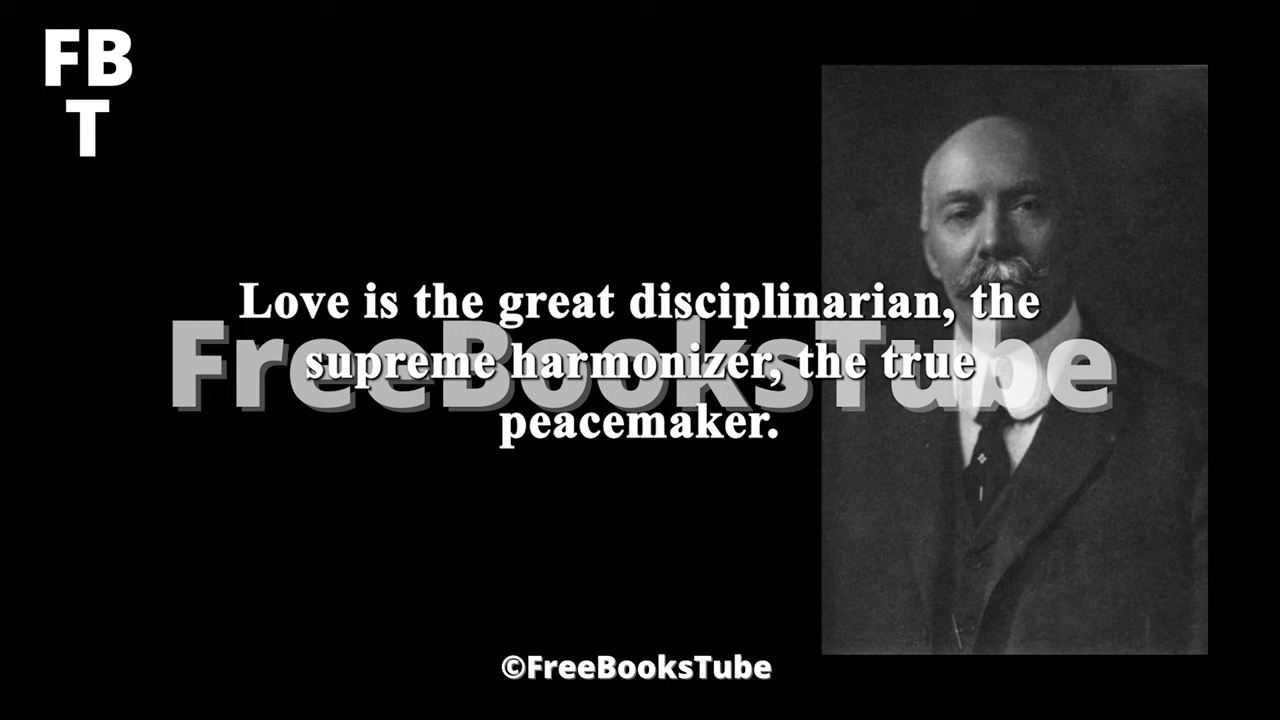 FB
T
Love is the great disciplinarian, the
supreme harmonizer, the true
peacemaker.
FreeBooksTube
©FreeBooksTube